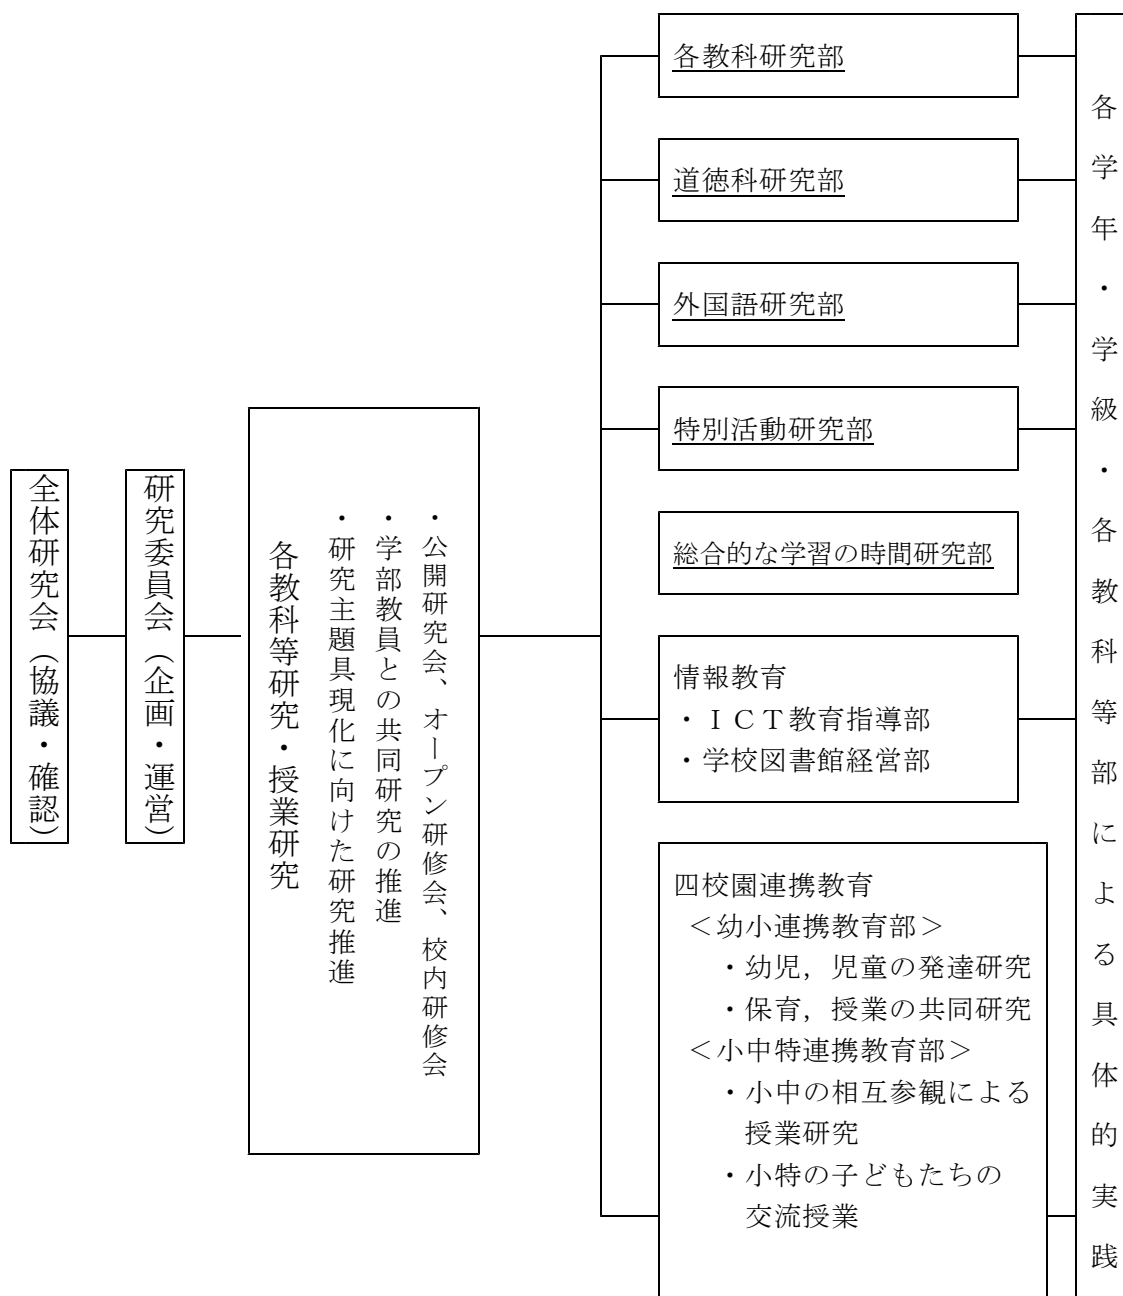 全体研究会（協議・確認）
研究委員会（企画・運営）
各教科等研究・授業研究
・研究主題具現化に向けた研究推進
・学部教員との共同研究の推進
・公開研究会、オープン研修会、校内研修会
各教科研究部
道徳科研究部
外国語研究部
特別活動研究部
総合的な学習の時間研究部
情報教育
・ＩＣＴ教育指導部
・学校図書館経営部
四校園連携教育
＜幼小連携教育部＞
・幼児，児童の発達研究
・保育，授業の共同研究
＜小中特連携教育部＞
・小中の相互参観による
授業研究
・小特の子どもたちの
交流授業
各学年・学級・各教科等部による具体的実践